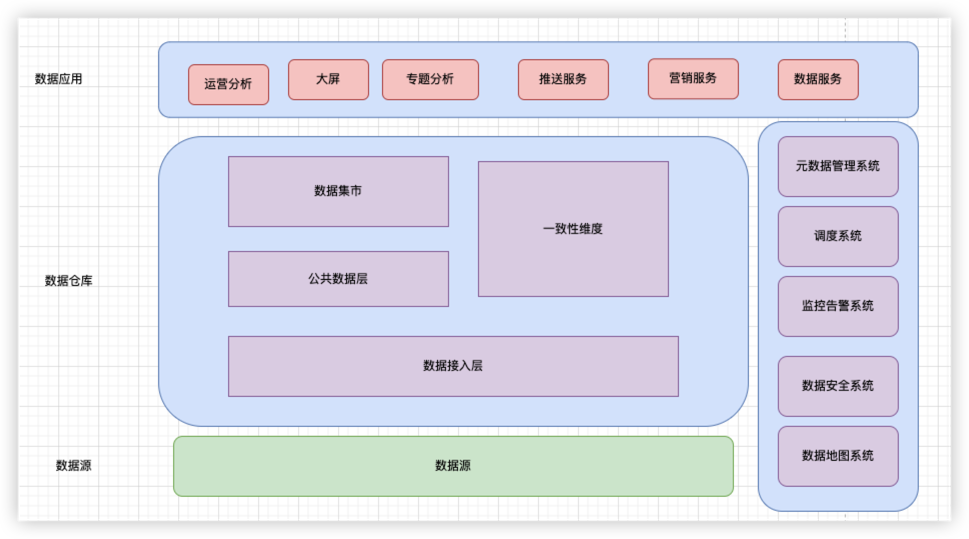 数据应用
运营分析
大屏
专题分析
推送服务
营销服务
数据服务
数据仓库
数据集市
一致性维度
公共数据层
数据接入层
元数据管理系统
调度系统
监控告警系统
数据安全系统
数据地图系统
数据源
数据源